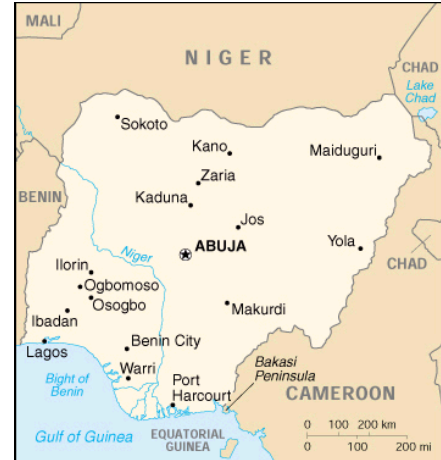 MALI
NIGER
CHAD
Lake
Chad
Sokoto
Kano
Maiduguri
Zaria
BENIN
Kaduna
Jos
Niger
ABUJA
Yola
CHAD
Ilorin
Ogbomoso
Osogbo
Makurdi
Ibadan
Lagos
Benin City
Bakasi
Peninsula
Warri
Port
Harcourt
Bight of
Benin
CAMEROON
Gulf of Guinea
EQUATORIAL
GUINEA
0 100 200 km
0 100 200 mi